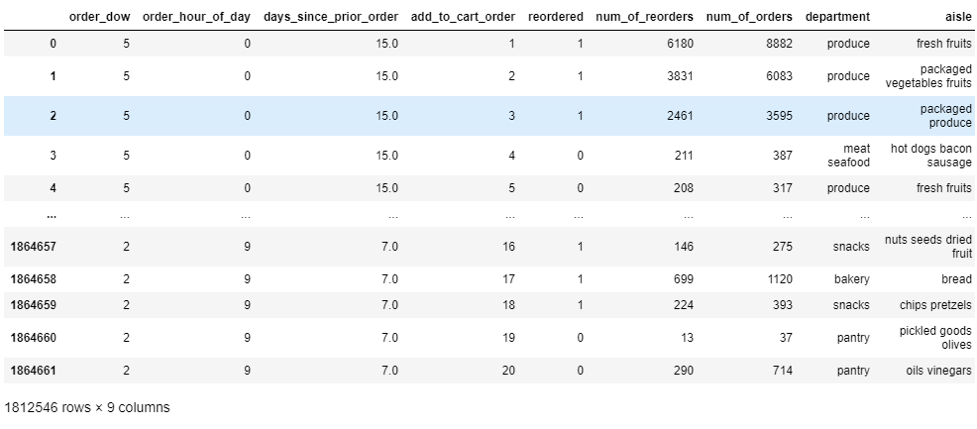 order_dow order_hour_of_day days_since_prior_order add_to_cart_order reordered num_of_reorders num_of_orders department aisle
0 5 0 15.0 1 1 6180 8882 produce fresh fruits
1 5 0 15.0 2 1 3831 6083 produce packaged
vegetables fruits
2 5 0 15.0 3 1 2461 3595 produce packaged
produce
3 5 0 15.0 4 0 211 387 meat
seafood hot dogs bacon
sausage
4 5 0 15.0 5 0 208 317 produce fresh fruits
... ... ... ... ... ... ... ... ... ...
1864657 2 9 7.0 16 1 146 275 snacks nuts seeds dried
fruit
1864658 2 9 7.0 17 1 699 1120 bakery bread
1864659 2 9 7.0 18 1 224 393 snacks chips pretzels
1864660 2 9 7.0 19 0 13 37 pantry pickled goods
olives
1864661 2 9 7.0 20 0 290 714 pantry oils vinegars
1812546 rows × 9 columns